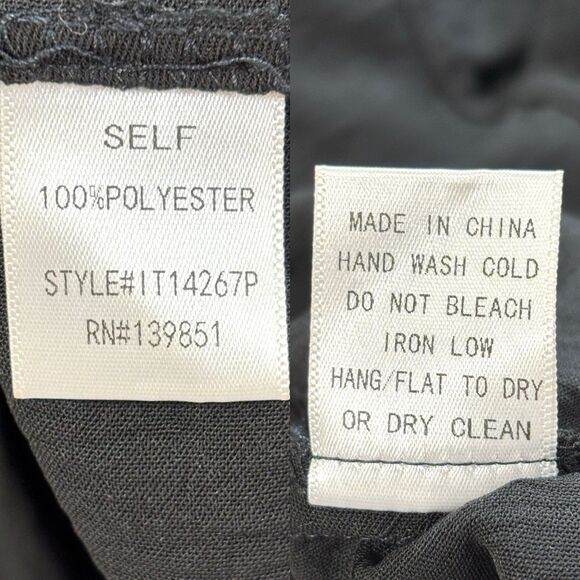 SELF
100%POLYESTER
STYLE#IT14267P
RN#139851
MADE IN CHINA
HAND WASH COLD
DO NOT BLEACH
IRON LOW
HANG/FLAT TO DRY
OR DRY CLEAN